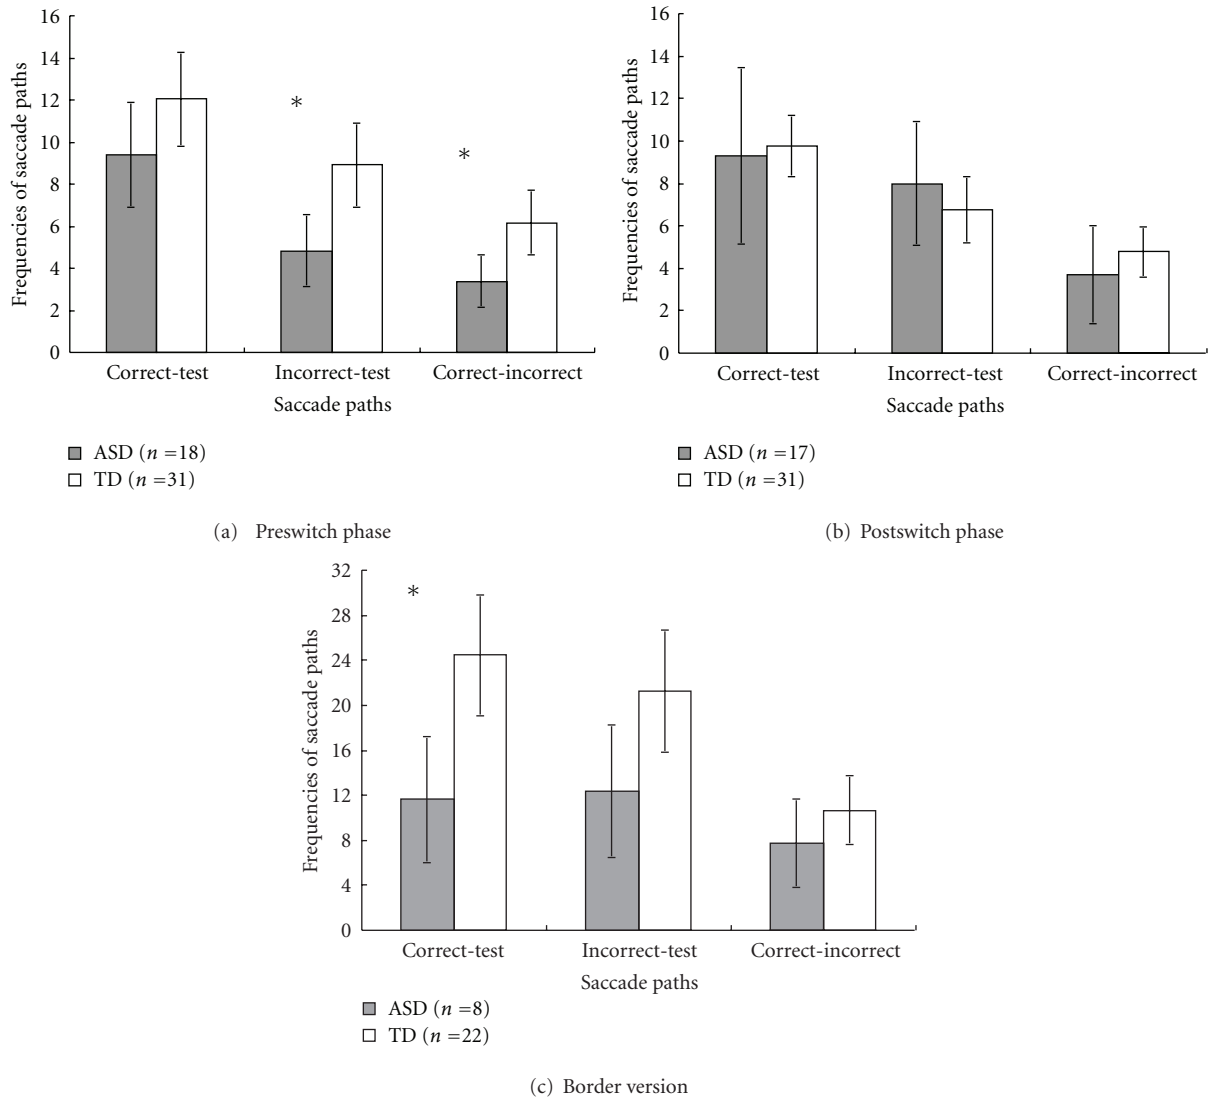 16
14
12
10
8
6
4
2
0
Frequencies of saccade paths
*
*
Correct-test Incorrect-test Correct-incorrect
Saccade paths
ASD (n =18)
TD (n =31)
(a) Preswitch phase
16
14
12
10
8
6
4
2
0
Frequencies of saccade paths
Correct-test Incorrect-test Correct-incorrect
Saccade paths
ASD (n =17)
TD (n =31)
(b) Postswitch phase
32
28
24
20
16
12
8
4
0
Frequencies of saccade paths
*
Correct-test Incorrect-test Correct-incorrect
Saccade paths
ASD (n =8)
TD (n =22)
(c) Border version